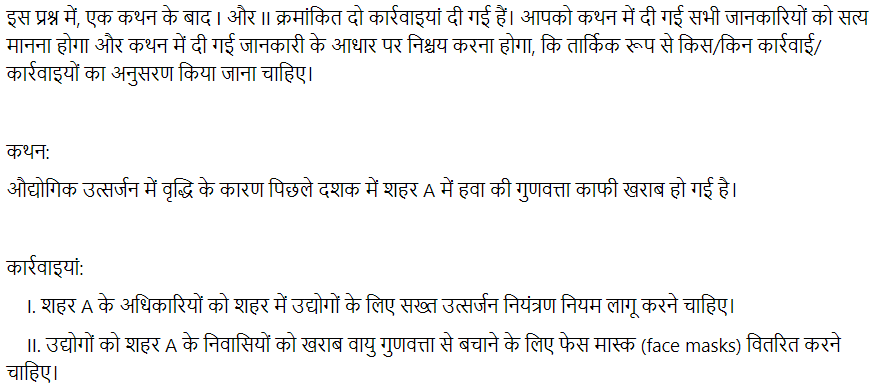 इस प्रश्न में, एक कथन के बाद I और II क्रमांकित दो कार्रवाइयां दी गई हैं। आपको कथन में दी गई सभी जानकारियों को सत्य
मानना होगा और कथन में दी गई जानकारी के आधार पर निश्चय करना होगा, कि तार्किक रूप से किस/किन कार्रवाई/
कार्रवाइयों का अनुसरण किया जाना चाहिए।
कथन:
औद्योगिक उत्सर्जन में वृद्धि के कारण पिछले दशक में शहर A में हवा की गुणवत्ता काफी खराब हो गई है।
कार्रवाइयां:
I. शहर A के अधिकारियों को शहर में उद्योगों के लिए सख्त उत्सर्जन नियंत्रण नियम लागू करने चाहिए।
II. उद्योगों को शहर A के निवासियों को खराब वायु गुणवत्ता से बचाने के लिए फेस मास्क (face masks) वितरित करने
चाहिए।